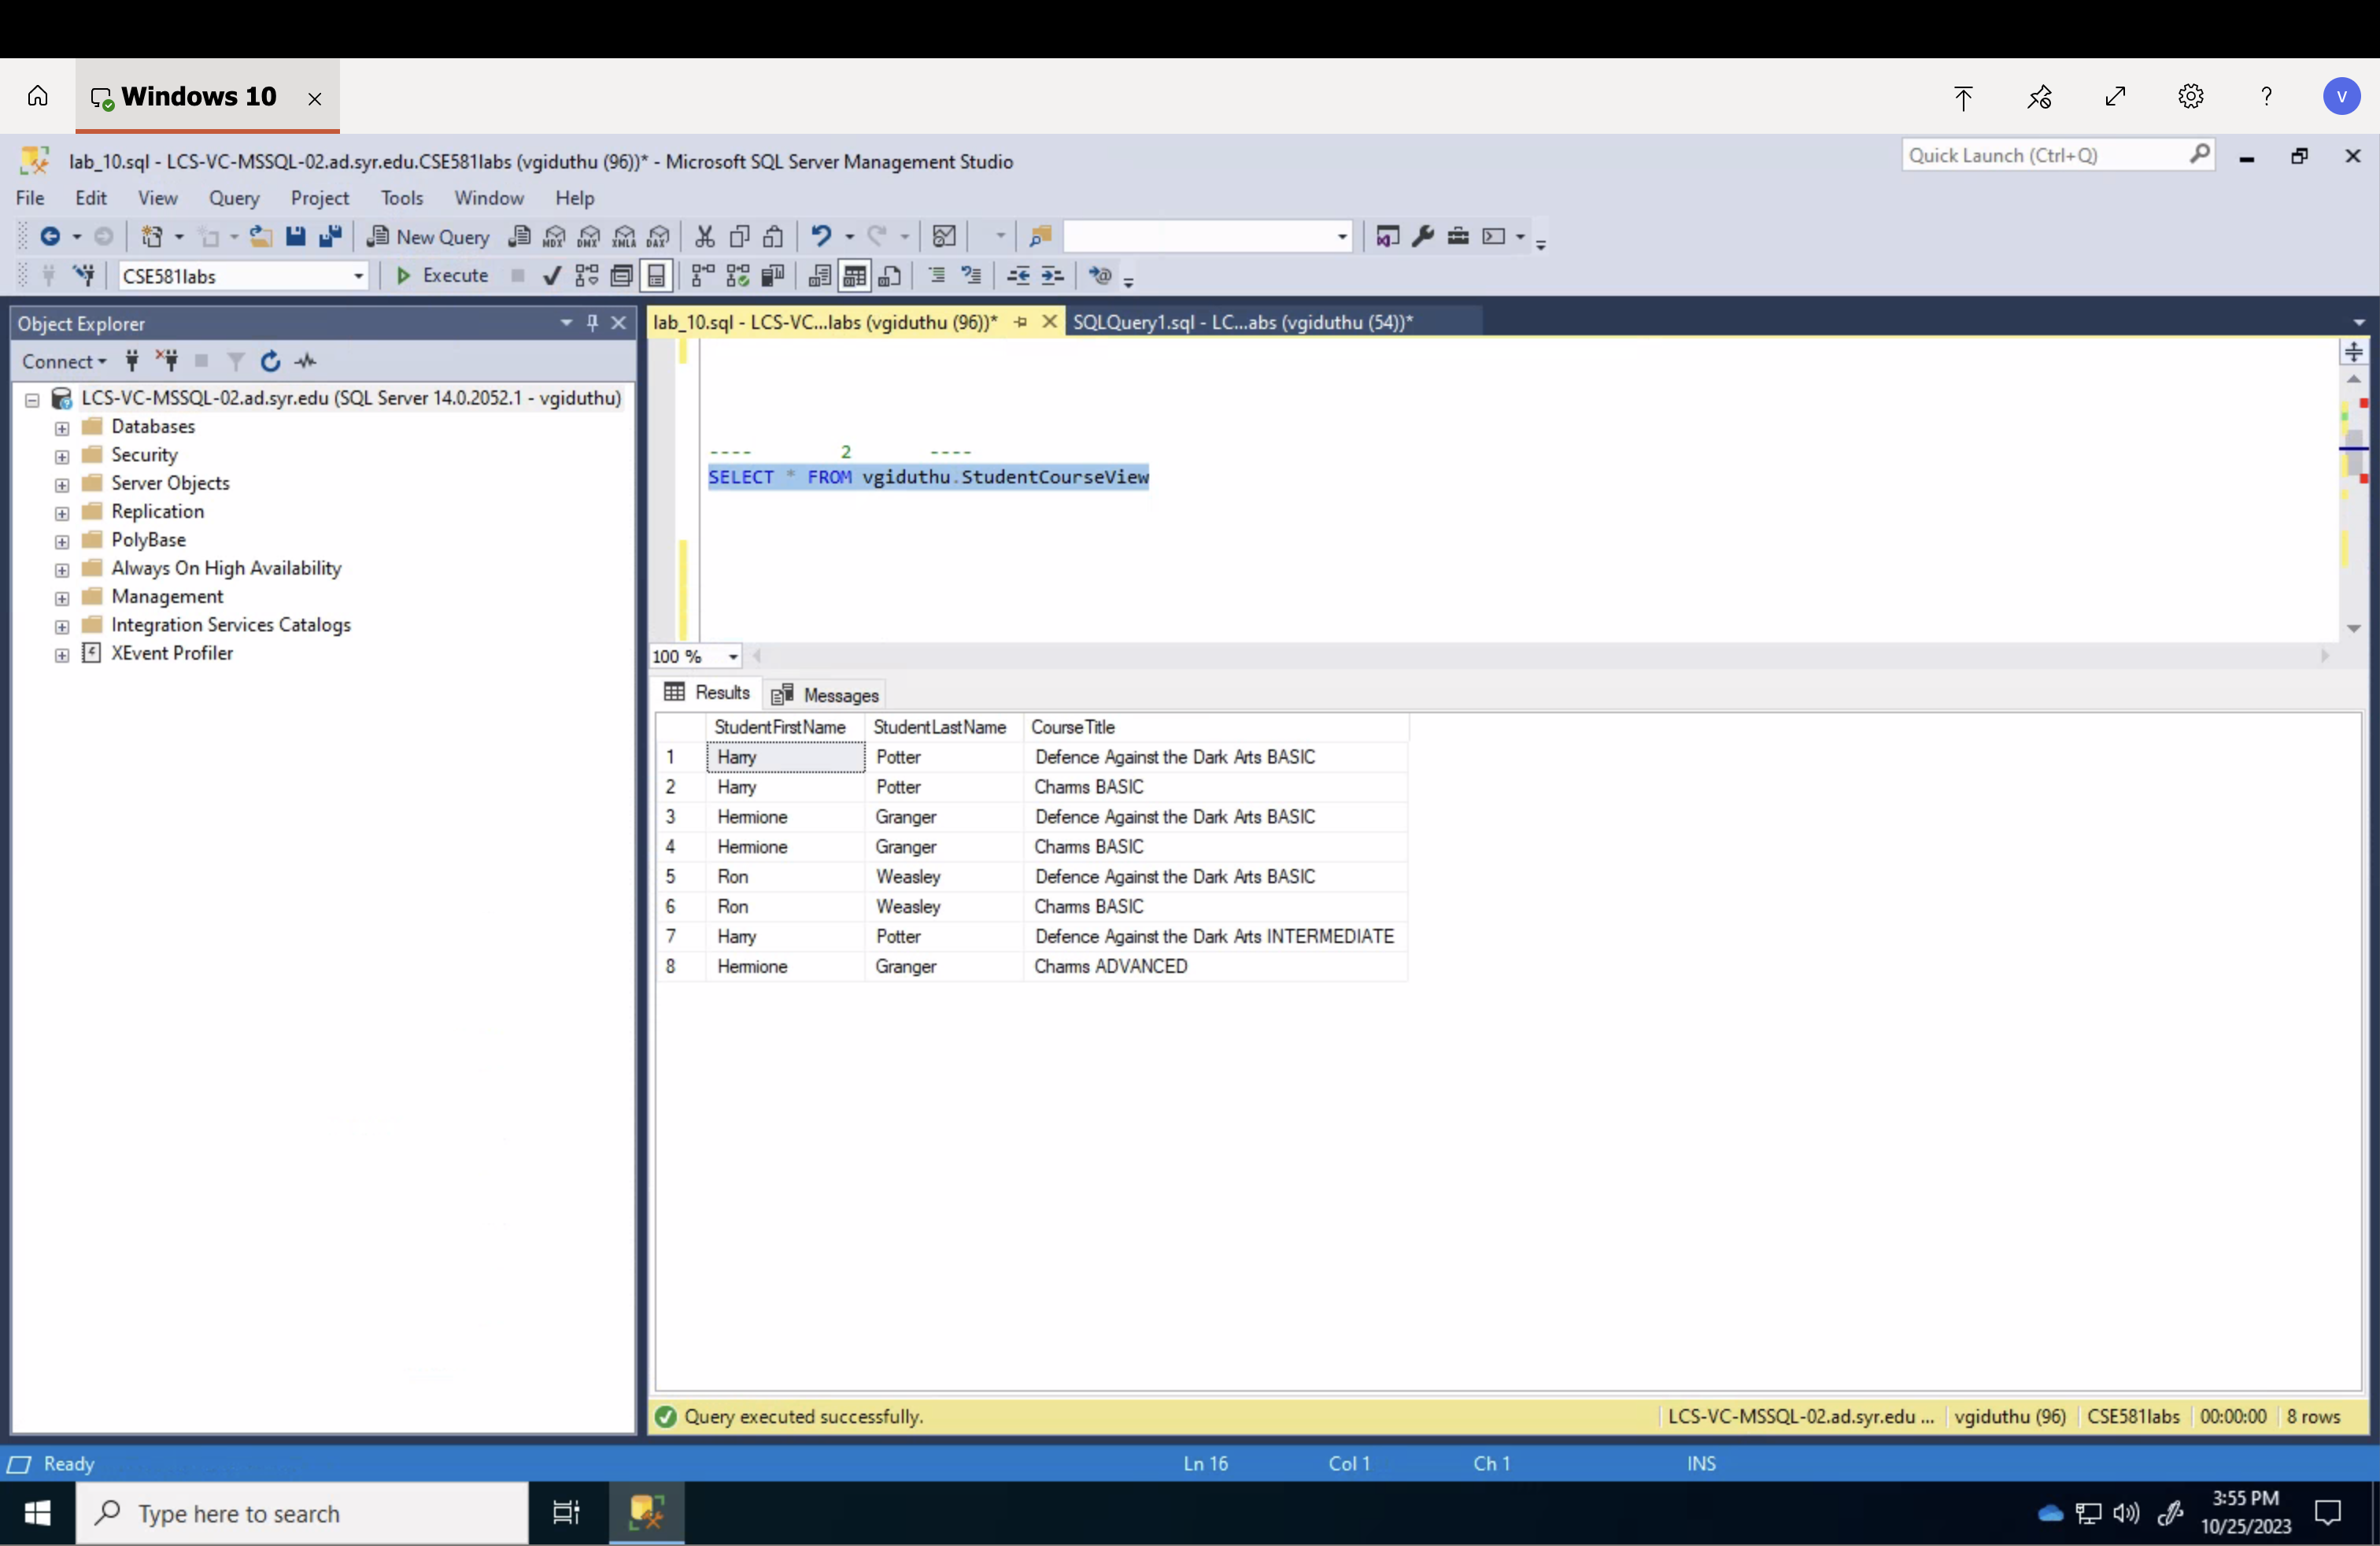 Windows 10
V
lab_10.sql - LCS-VC-MSSQL-02.ad.syr.edu.CSE581labs (vgiduthu (96))* - Microsoft SQL Server Management Studio
Quick Launch (Ctrl+Q)
File Edit View Query Project Tools Window Help
New Query MDX DMX XMLA DAX
CSE581labs Execute
Object Explorer
Connect
LCS-VC-MSSQL-02.ad.syr.edu (SQL Server 14.0.2052.1 - vgiduthu)
Databases
Security
Server Objects
Replication
PolyBase
Always On High Availability
Management
Integration Services Catalogs
XEvent Profiler
lab_10.sql - LCS-VC...labs (vgiduthu (96))* SQLQuery1.sql - LC...abs (vgiduthu (54))*
---- 2 ----
SELECT * FROM vgiduthu.StudentCourseView
100 %
Results Messages
StudentFirstName StudentLastName CourseTitle
1 Harry Potter Defence Against the Dark Arts BASIC
2 Harry Potter Charms BASIC
3 Hermione Granger Defence Against the Dark Arts BASIC
4 Hermione Granger Charms BASIC
5 Ron Weasley Defence Against the Dark Arts BASIC
6 Ron Weasley Charms BASIC
7 Harry Potter Defence Against the Dark Arts INTERMEDIATE
8 Hermione Granger Charms ADVANCED
Query executed successfully. LCS-VC-MSSQL-02.ad.syr.edu ... vgiduthu (96) CSE581labs 00:00:00 8 rows
Ready Ln 16 Col 1 Ch 1 INS
Type here to search
3:55 PM
10/25/2023